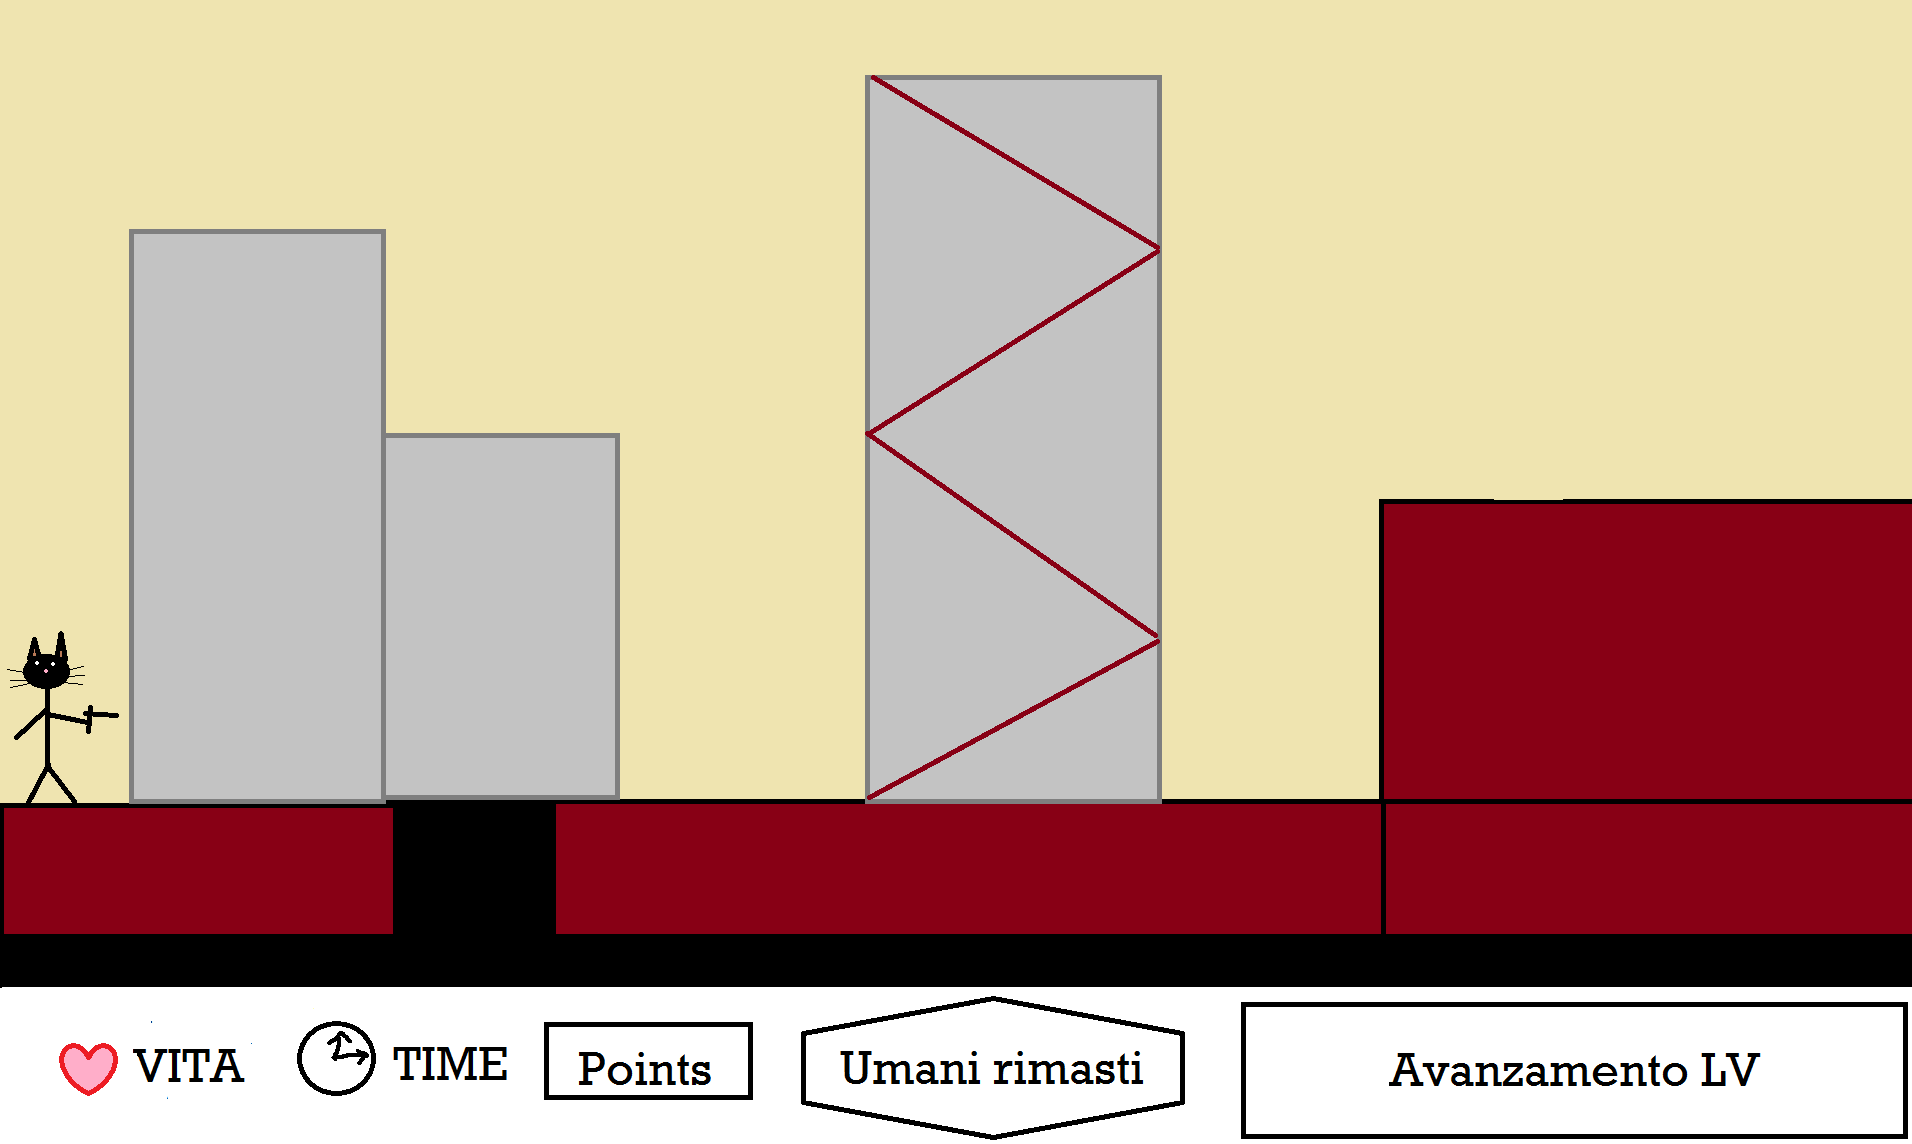 VITA
TIME
Points
Umani rimasti
Avanzamento LV